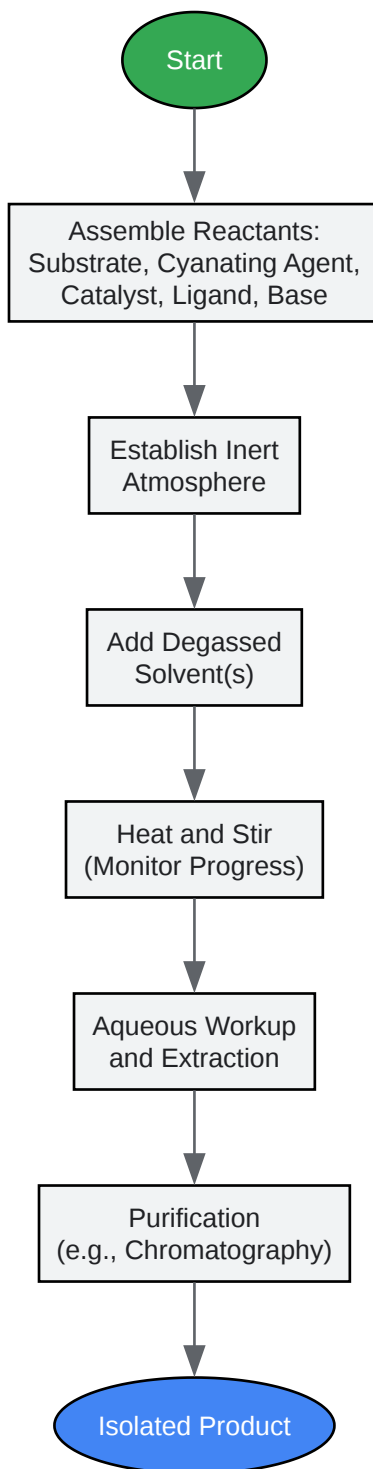 Start
Assemble Reactants:
Substrate, Cyanating Agent,
Catalyst, Ligand, Base
Establish Inert
Atmosphere
Add Degassed
Solvent(s)
Heat and Stir
(Monitor Progress)
Aqueous Workup
and Extraction
Purification
(e.g., Chromatography)
Isolated Product